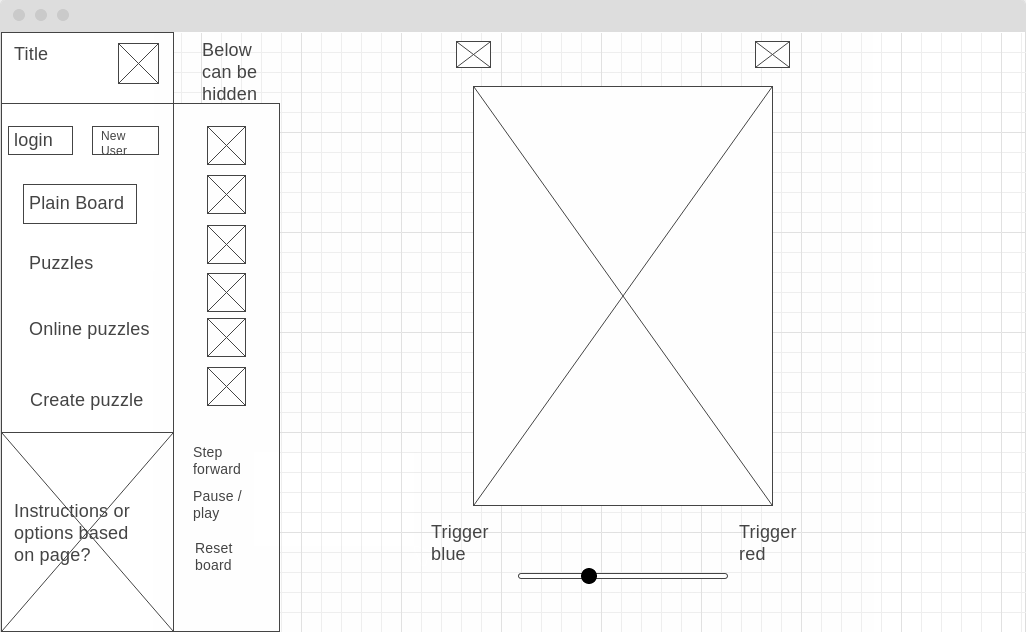 Title
Below
can be
hidden
login
New
User
Plain Board
Puzzles
Online puzzles
Create puzzle
Instructions or
options based
on page?
Step
forward
Pause /
play
Reset
board
Trigger
blue
Trigger
red